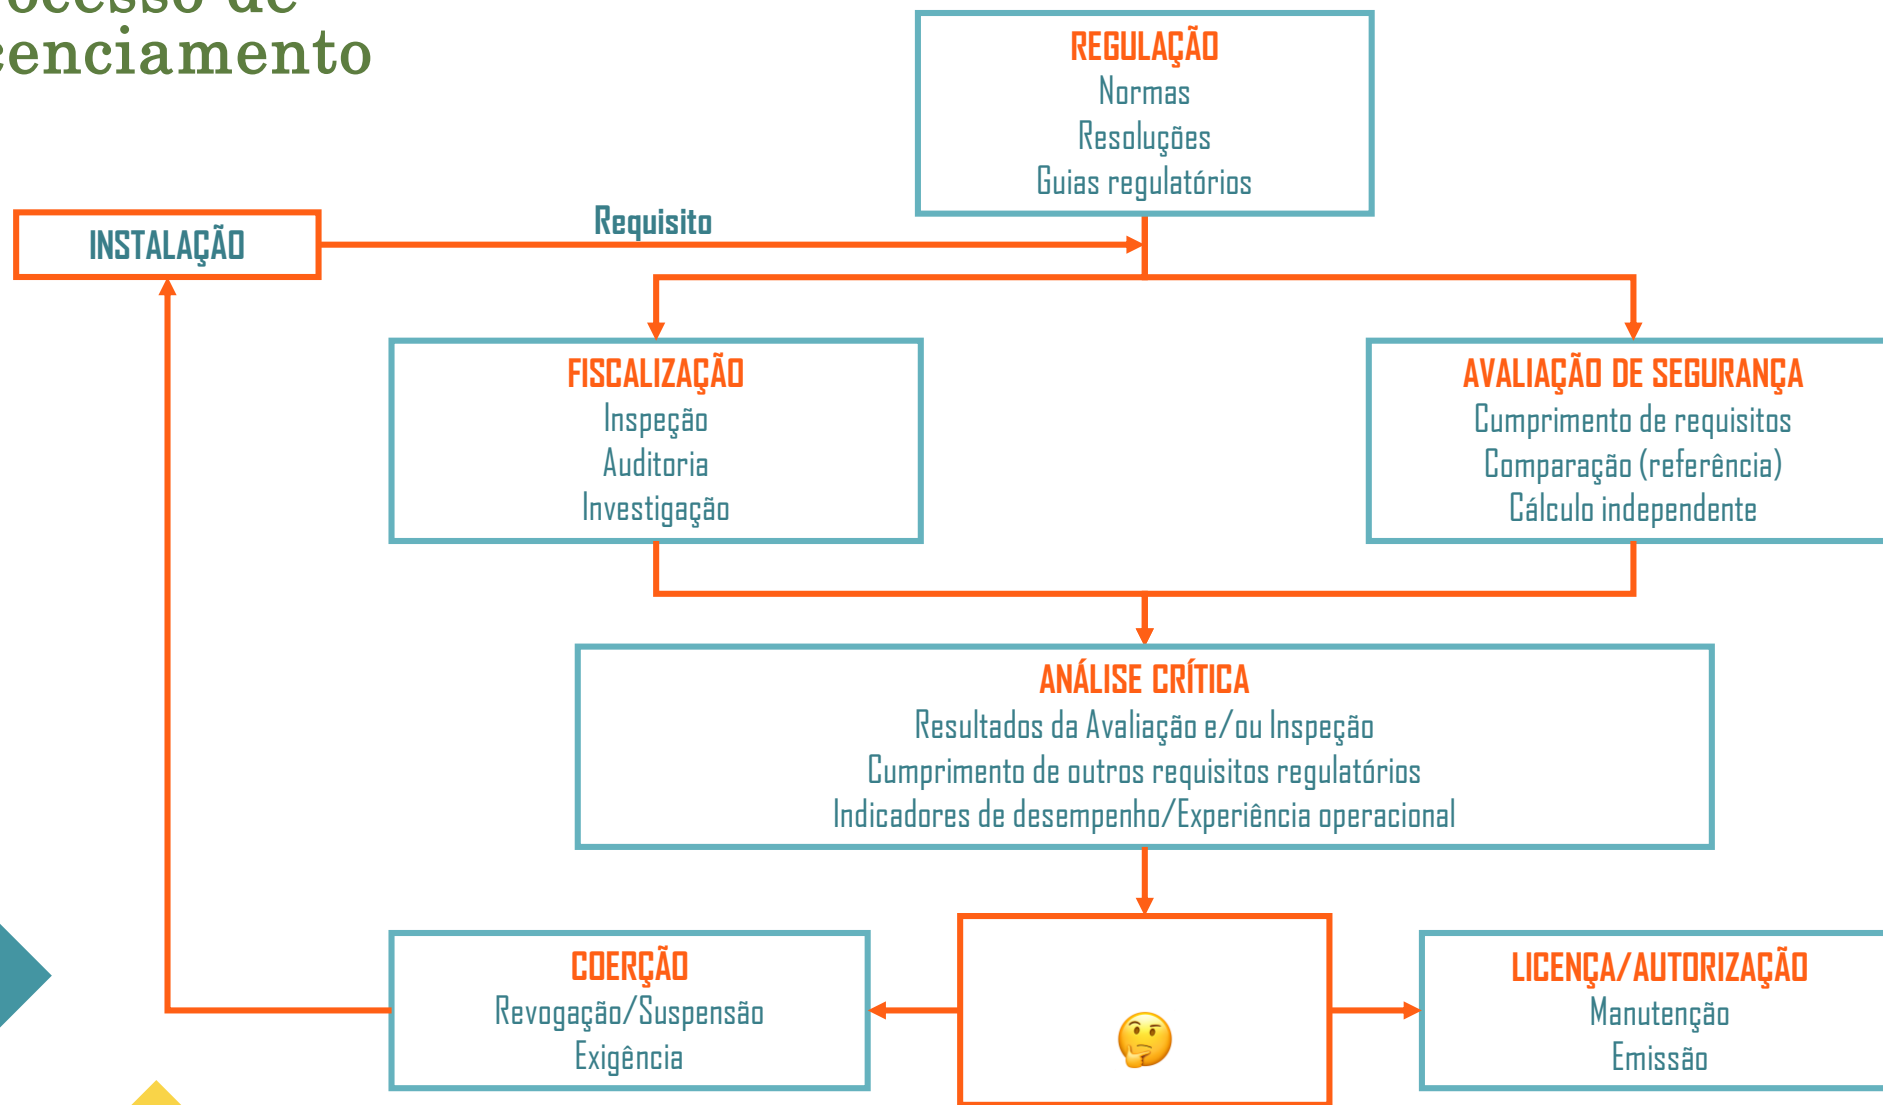 cenciamento
REGULAÇÃO
Normas
Resoluções
Guias regulatórios
INSTALAÇÃO
Requisito
FISCALIZAÇÃO
Inspeção
Auditoria
Investigação
AVALIAÇÃO DE SEGURANÇA
Cumprimento de requisitos
Comparação (referência)
Cálculo independente
ANÁLISE CRÍTICA
Resultados da Avaliação e/ou Inspeção
Cumprimento de outros requisitos regulatórios
Indicadores de desempenho/Experiência operacional
COERÇÃO
Revogação/Suspensão
Exigência
LICENÇA/AUTORIZAÇÃO
Manutenção
Emissão